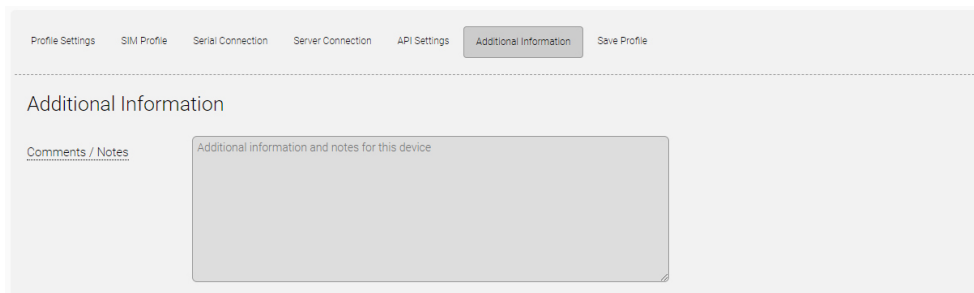 Profile Settings SIM Profile Serial Connection Server Connection API Settings Additional Information Save Profile
Additional Information
Comments / Notes Additional information and notes for this device